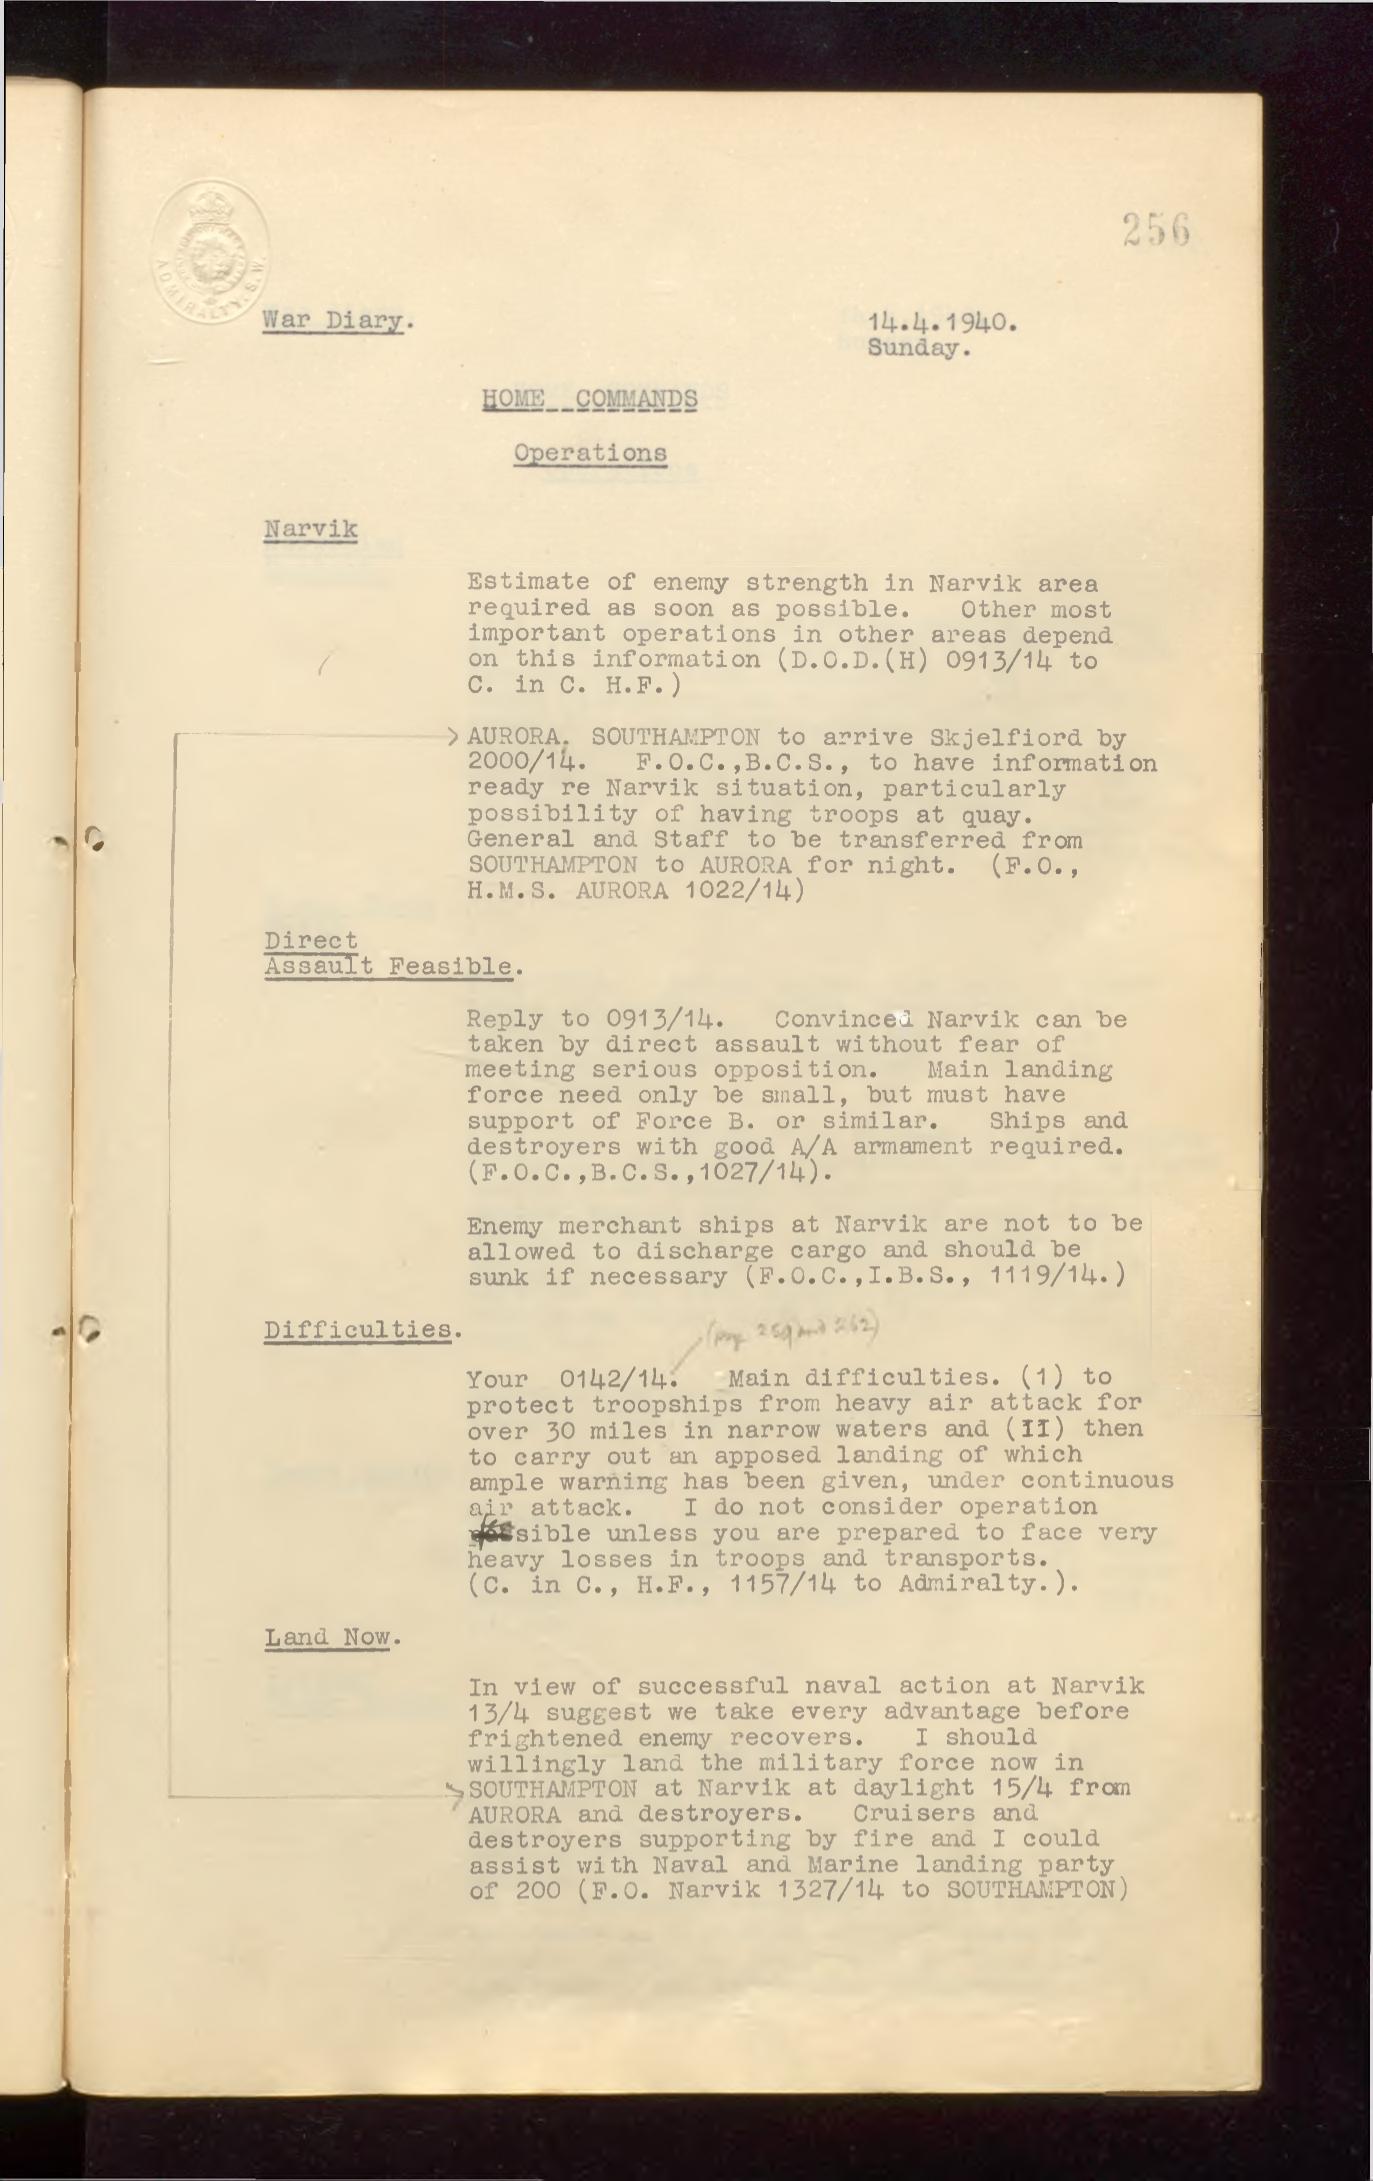 256
ADMIRALTY. S.W.
War Diary.
14.4.1940.
Sunday.
HOME COMMANDS
Operations
Narvik
Estimate of enemy strength in Narvik area
required as soon as possible. Other most
important operations in other areas depend
on this information (D.O.D.(H) 0913/14 to
C. in C. H.F.)
AURORA. SOUTHAMPTON to arrive Skjelfiord by
2000/14. F.O.C.,B.C.S., to have information
ready re Narvik situation, particularly
possibility of having troops at quay.
General and Staff to be transferred from
SOUTHAMPTON to AURORA for night. (F.O.,
H.M.S. AURORA 1022/14)
Direct
Assault Feasible.
Reply to 0913/14. Convinced Narvik can be
taken by direct assault without fear of
meeting serious opposition. Main landing
force need only be small, but must have
support of Force B. or similar. Ships and
destroyers with good A/A armament required.
(F.O.C.,B.C.S.,1027/14).
Enemy merchant ships at Narvik are not to be
allowed to discharge cargo and should be
sunk if necessary (F.O.C.,I.B.S., 1119/14.)
Difficulties.
(page 259 and 262)
Your 0142/14. Main difficulties. (1) to
protect troopships from heavy air attack for
over 30 miles in narrow waters and (II) then
to carry out an apposed landing of which
ample warning has been given, under continuous
air attack. I do not consider operation
feasible unless you are prepared to face very
heavy losses in troops and transports.
(C. in C., H.F., 1157/14 to Admiralty.).
Land Now.
In view of successful naval action at Narvik
13/4 suggest we take every advantage before
frightened enemy recovers. I should
willingly land the military force now in
SOUTHAMPTON at Narvik at daylight 15/4 from
AURORA and destroyers. Cruisers and
destroyers supporting by fire and I could
assist with Naval and Marine landing party
of 200 (F.O. Narvik 1327/14 to SOUTHAMPTON)